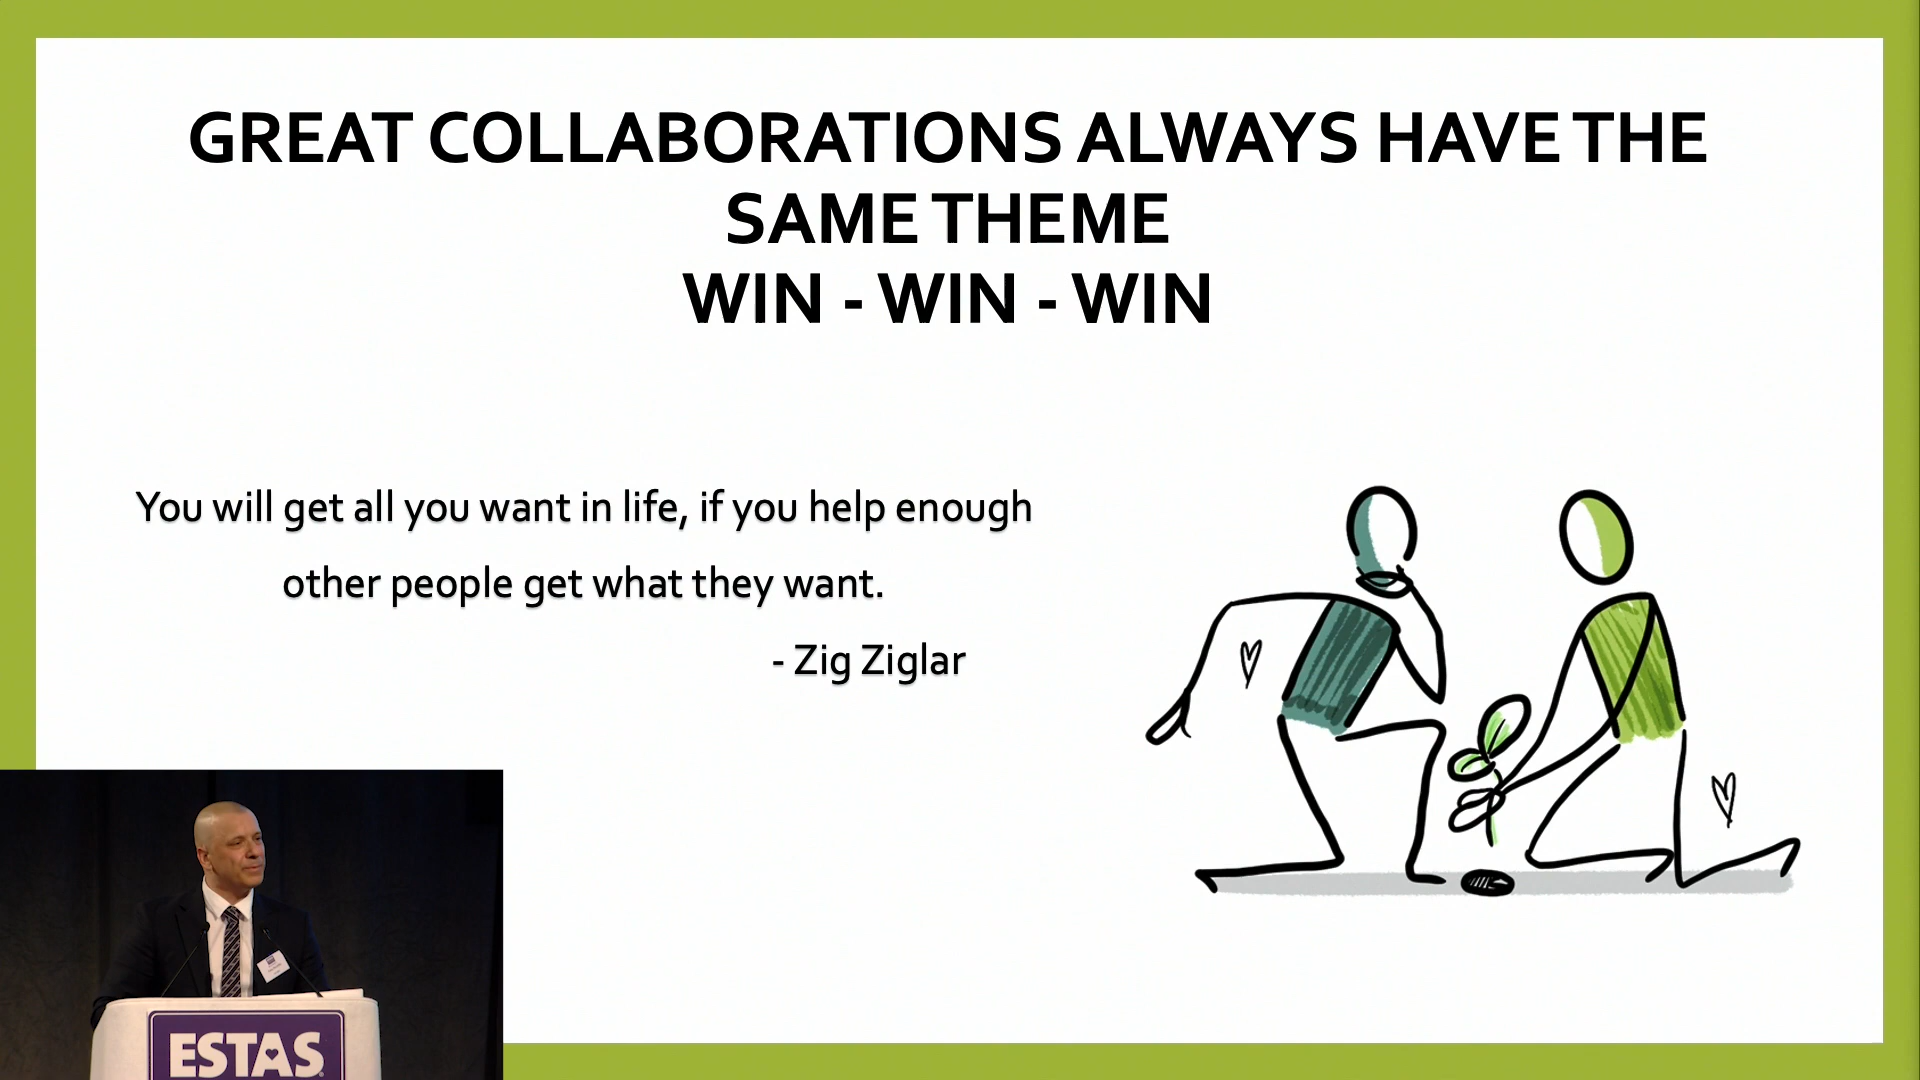 GREAT COLLABORATIONS ALWAYS HAVE THE
SAME THEME
WIN - WIN - WIN
You will get all you want in life, if you help enough
other people get what they want.
- Zig Ziglar
ESTAS